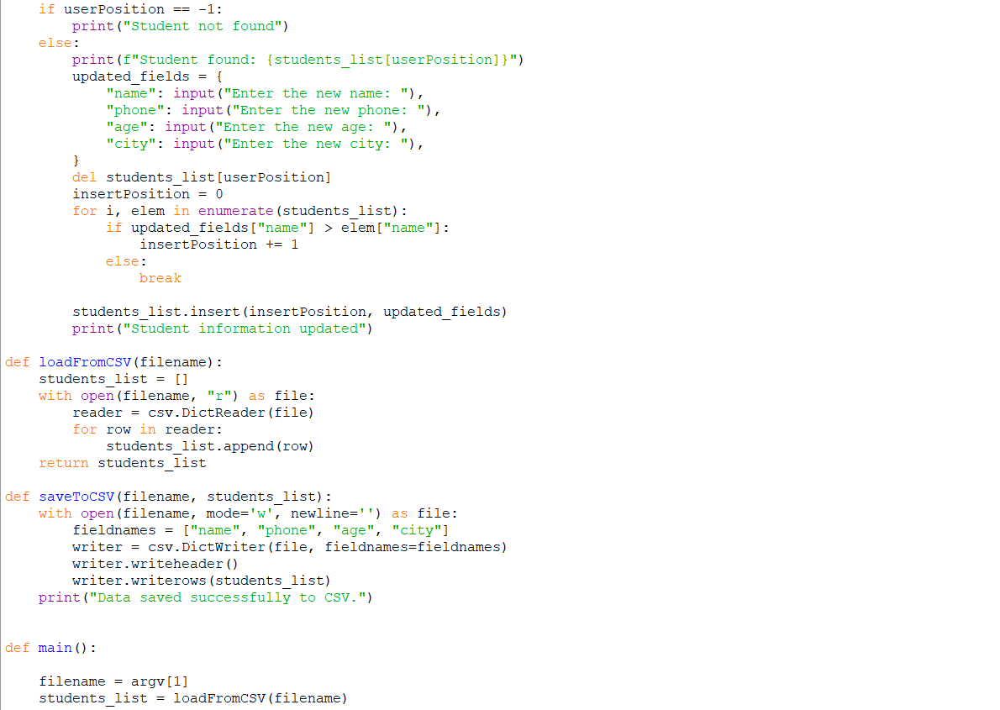 if userPosition == -1:
        print("Student not found")
    else:
        print(f"Student found: {students_list[userPosition]}")
        updated_fields = {
            "name": input("Enter the new name: "),
            "phone": input("Enter the new phone: "),
            "age": input("Enter the new age: "),
            "city": input("Enter the new city: "),
        }
        del students_list[userPosition]
        insertPosition = 0
        for i, elem in enumerate(students_list):
            if updated_fields["name"] > elem["name"]:
                insertPosition += 1
            else:
                break

        students_list.insert(insertPosition, updated_fields)
        print("Student information updated")

def loadFromCSV(filename):
    students_list = []
    with open(filename, "r") as file:
        reader = csv.DictReader(file)
        for row in reader:
            students_list.append(row)
    return students_list

def saveToCSV(filename, students_list):
    with open(filename, mode='w', newline='') as file:
        fieldnames = ["name", "phone", "age", "city"]
        writer = csv.DictWriter(file, fieldnames=fieldnames)
        writer.writeheader()
        writer.writerows(students_list)
    print("Data saved successfully to CSV.")


def main():

    filename = argv[1]
    students_list = loadFromCSV(filename)